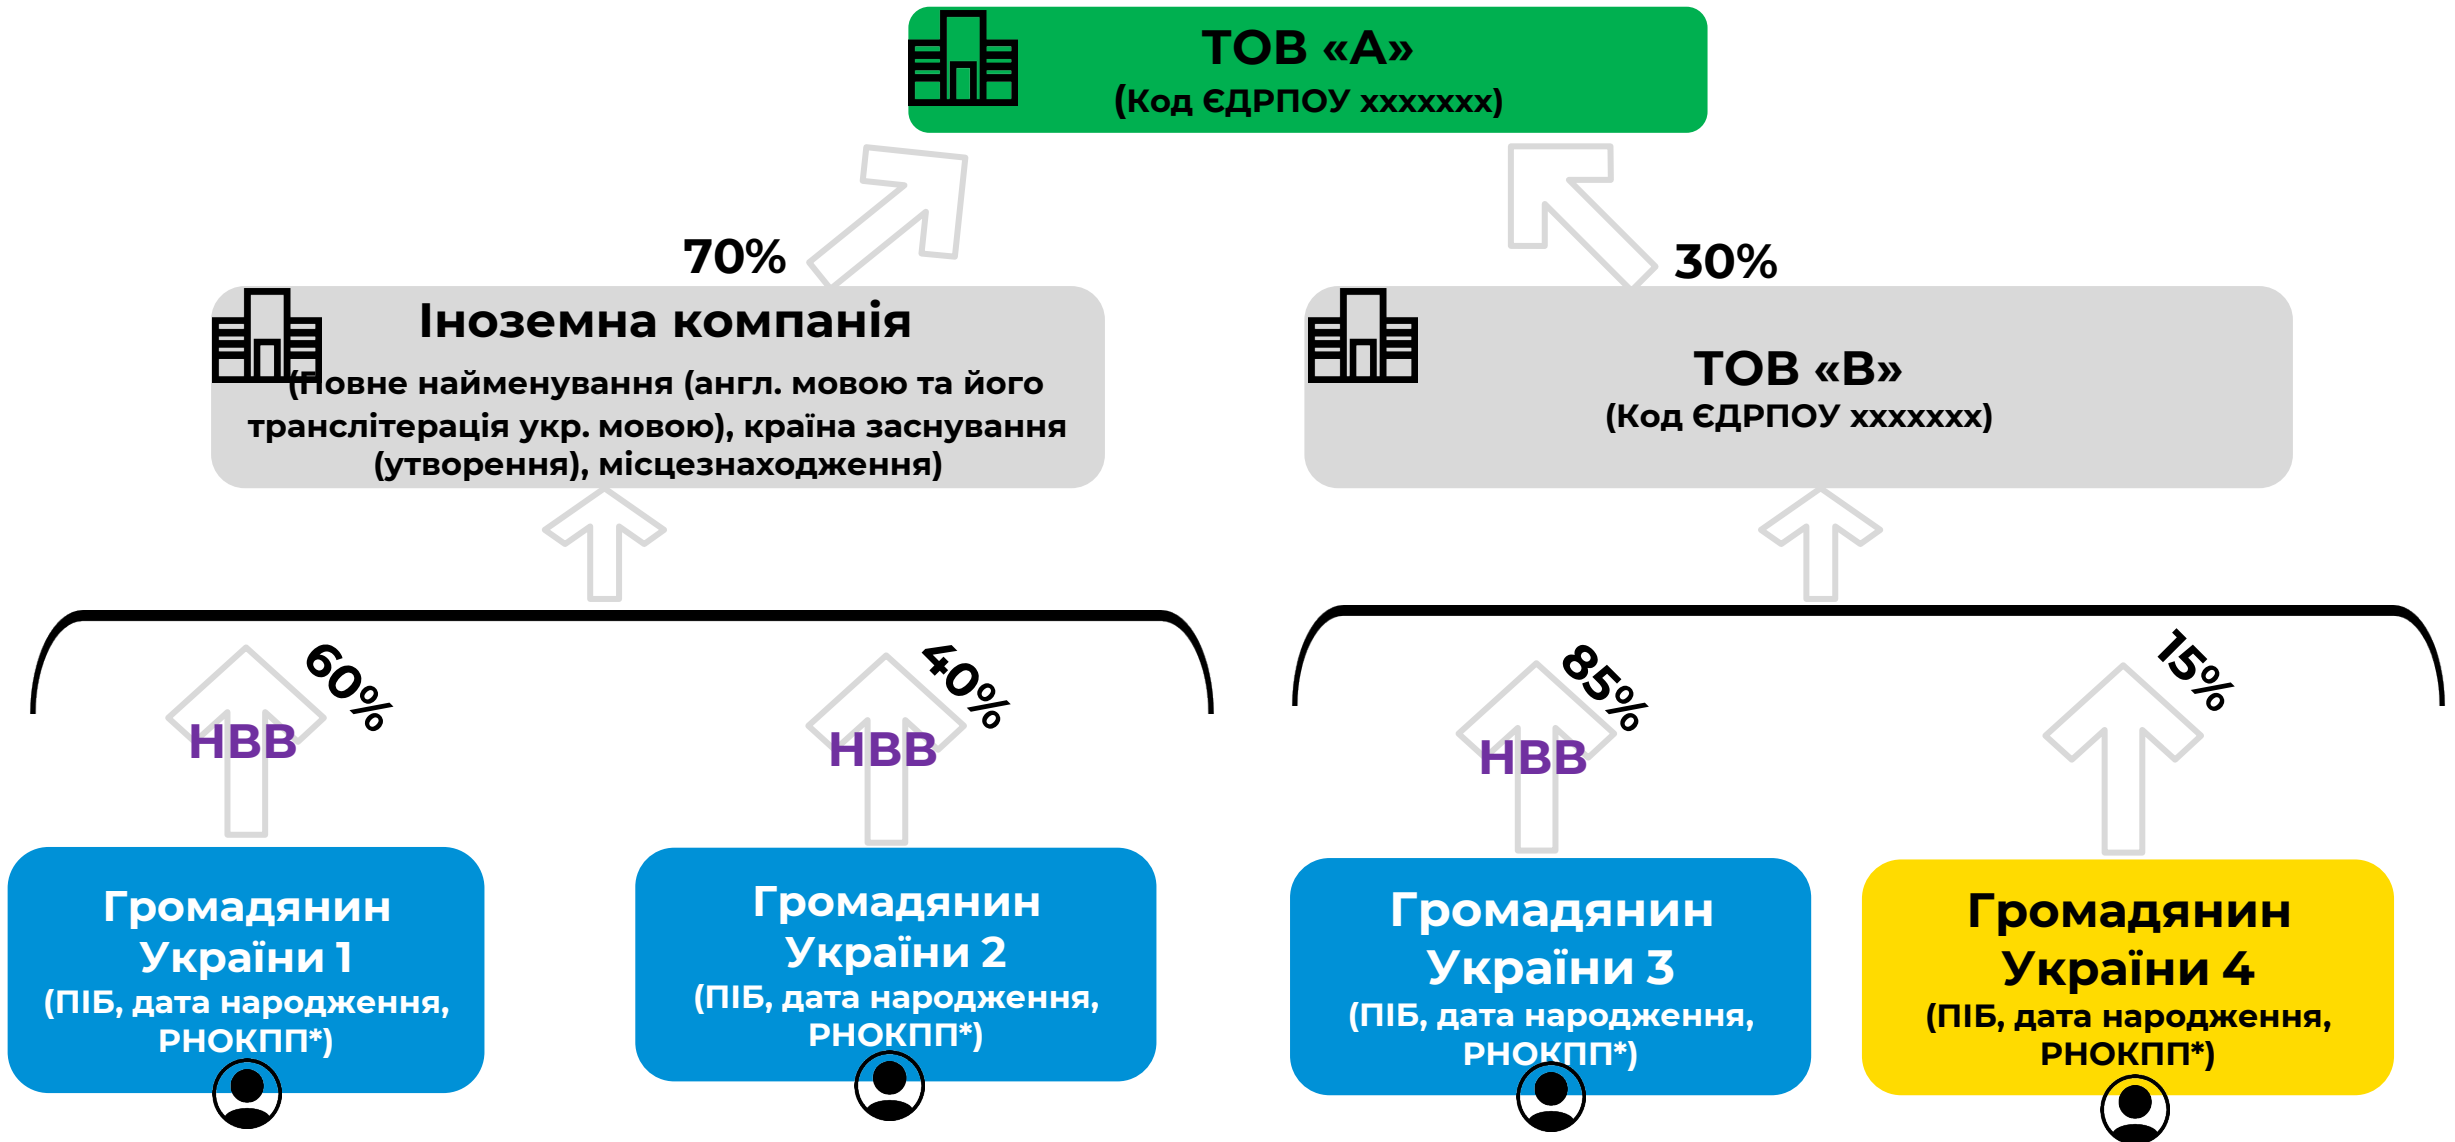 ТОВ «А»
(Код ЄДРПОУ xxxxxxx)
70%
30%
Іноземна компанія
(Повне найменування (англ. мовою та його
транслітерація укр. мовою), країна заснування
(утворення), місцезнаходження)
ТОВ «В»
(Код ЄДРПОУ xxxxxxx)
60%
40%
85%
15%
НВВ
НВВ
НВВ
Громадянин
України 1
(ПІБ, дата народження,
РНОКПП*)
Громадянин
України 2
(ПІБ, дата народження,
РНОКПП*)
Громадянин
України 3
(ПІБ, дата народження,
РНОКПП*)
Громадянин
України 4
(ПІБ, дата народження,
РНОКПП*)